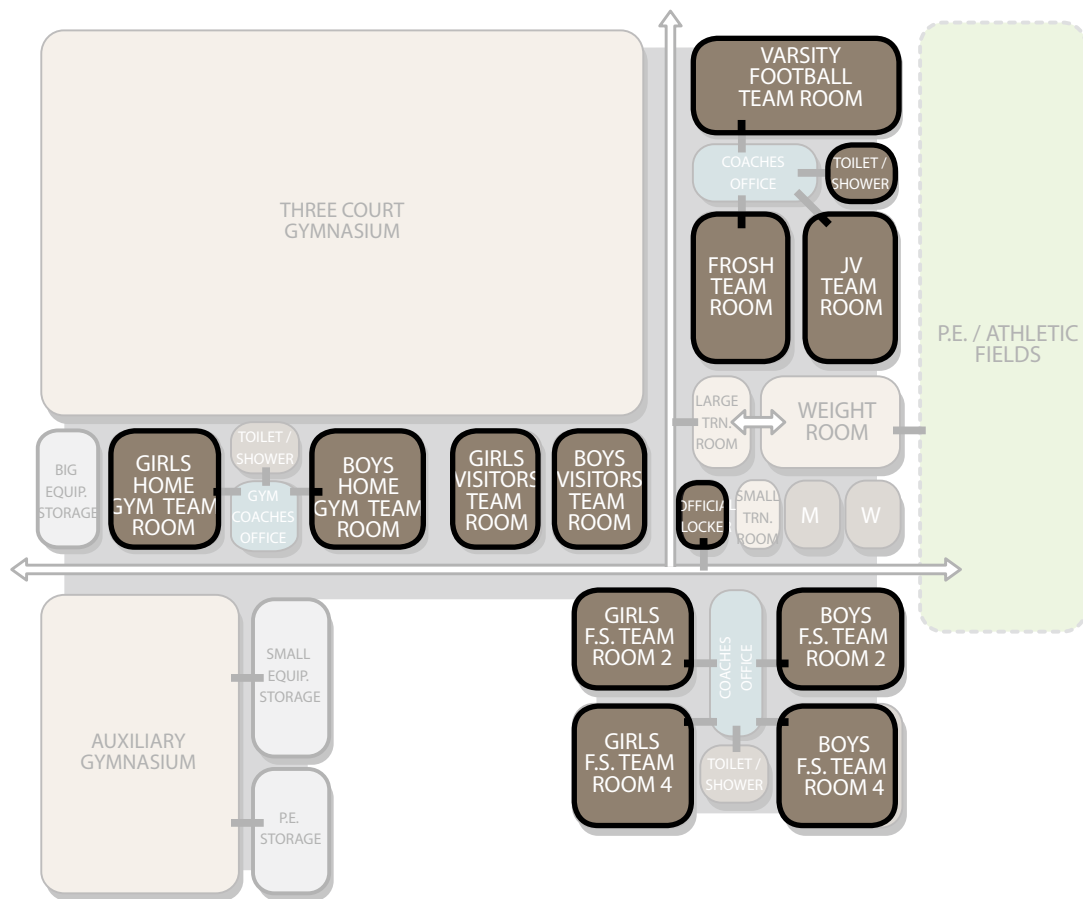 VARSITY
FOOTBALL
TEAM ROOM
COACHES
OFFICE
TOILET /
SHOWER
THREE COURT
GYMNASIUM
FROSH
TEAM
ROOM
JV
TEAM
ROOM
P.E. / ATHLETIC
FIELDS
LARGE
TRN.
ROOM
WEIGHT
ROOM
BIG
EQUIP.
STORAGE
GIRLS
HOME
GYM TEAM
ROOM
TOILET /
SHOWER
GYM
COACHES
OFFICE
BOYS
HOME
GYM TEAM
ROOM
GIRLS
VISITORS
TEAM
ROOM
BOYS
VISITORS
TEAM
ROOM
OFFICIAL
LOCKER
SMALL
TRN.
ROOM
M
W
GIRLS
F.S. TEAM
ROOM 2
COACHES
OFFICE
BOYS
F.S. TEAM
ROOM 2
SMALL
EQUIP.
STORAGE
AUXILIARY
GYMNASIUM
GIRLS
F.S. TEAM
ROOM 4
TOILET /
SHOWER
BOYS
F.S. TEAM
ROOM 4
P.E.
STORAGE